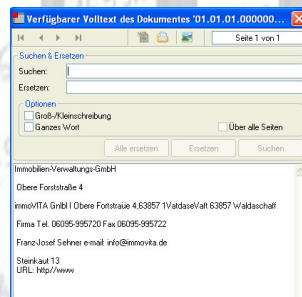 Verfügbarer Volltext des Dokumentes '01.01.01.000000...
Seite 1 von 1
Suchen & Ersetzen
Suchen:
Ersetzen:
Optionen
Groß-/Kleinschreibung
Ganzes Wort
Über alle Seiten
Alle ersetzen Ersetzen Suchen
Immobilien-Verwaltungs-GmbH
Obere Forststraße 4
immoVITA Gnlbl I Obere Fortstraiie 4,63857 1VatdaseVaft 63857 Waldaschaff
Firma Tel. 06095-995720 Fax 06095-995722
Franz-Josef Sehner e-mail: info@immovita.de
Steinkaut 13
URL: http//www